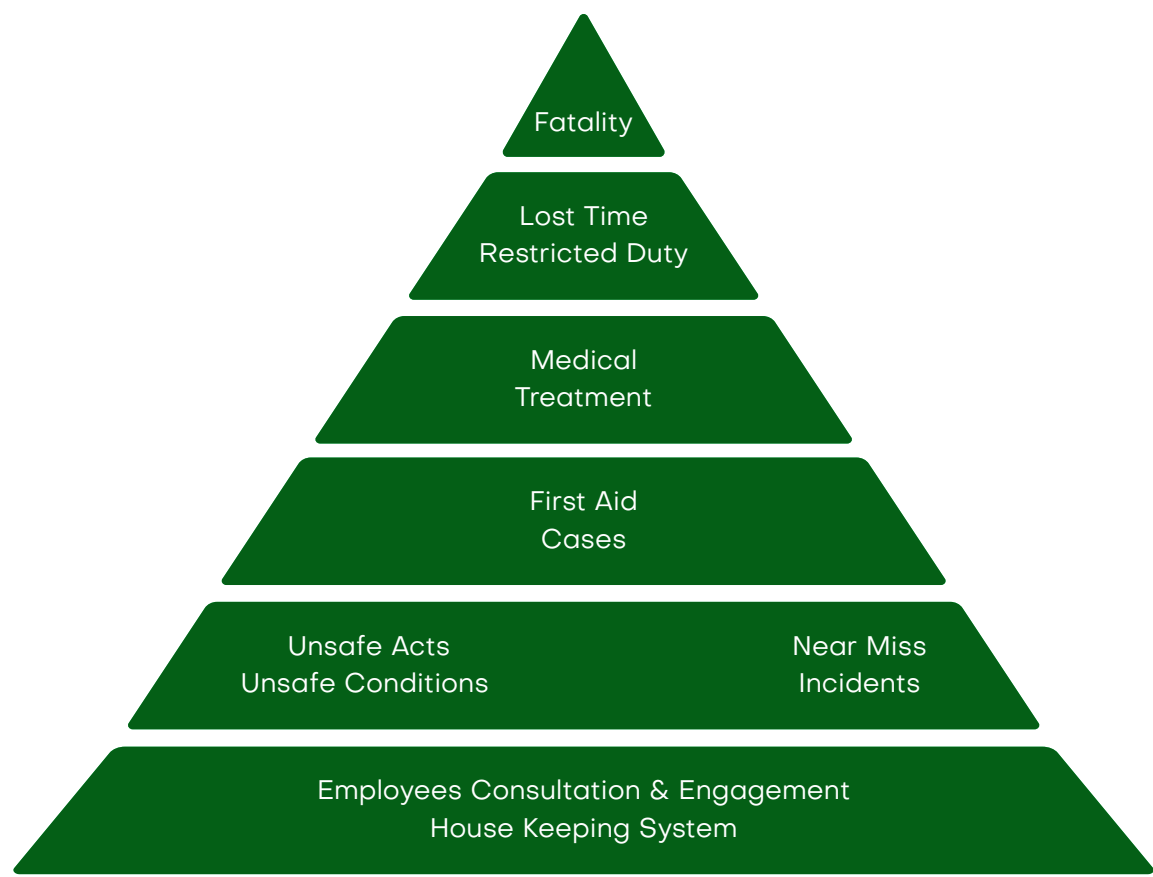 Fatality
Lost Time
Restricted Duty
Medical
Treatment
First Aid
Cases
Unsafe Acts
Unsafe Conditions
Near Miss
Incidents
Employees Consultation & Engagement
House Keeping System